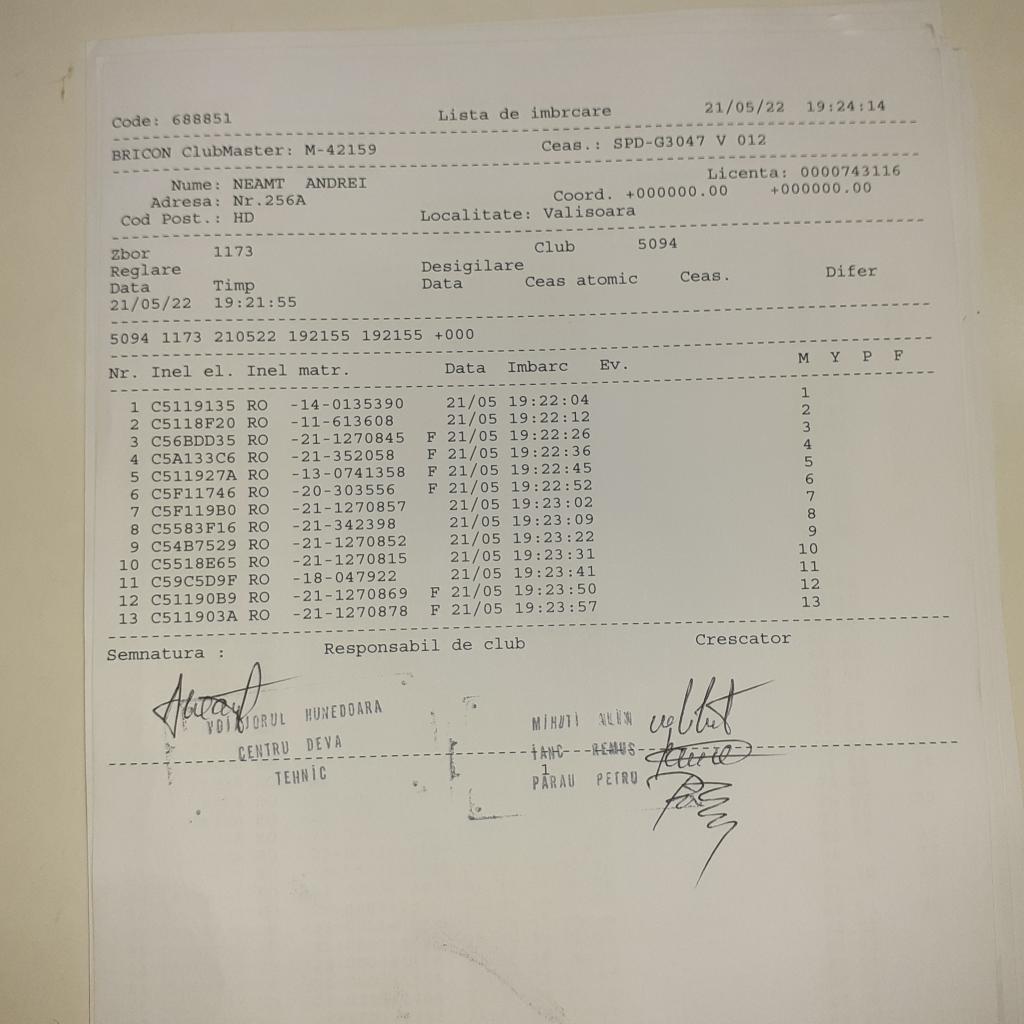 Code: 688851 Lista de imbrcare 21/05/22 19:24:14
BRICON ClubMaster: M-42159 Ceas.: SPD-G3047 V 012
Licenta: 0000743116
Nume: NEAMT ANDREI
Coord. +000000.00 +000000.00
Adresa: Nr.256A
Cod Post.: HD Localitate: Valisoara
Zbor 1173 Club 5094
Reglare Desigilare
Data Timp Data Ceas atomic Ceas. Difer
21/05/22 19:21:55
5094 1173 210522 192155 192155 +000
Nr. Inel el. Inel matr. Data Imbarc Ev. M Y P F
1 C5119135 RO -14-0135390 21/05 19:22:04 1
2 C5118F20 RO -11-613608 21/05 19:22:12 2
3 C56BDD35 RO -21-1270845 F 21/05 19:22:26 3
4 C5A133C6 RO -21-352058 F 21/05 19:22:36 4
5 C511927A RO -13-0741358 F 21/05 19:22:45 5
6 C5F11746 RO -20-303556 F 21/05 19:22:52 6
7 C5F119B0 RO -21-1270857 21/05 19:23:02 7
8 C5583F16 RO -21-342398 21/05 19:23:09 8
9 C54B7529 RO -21-1270852 21/05 19:23:22 9
10 C5518E65 RO -21-1270815 21/05 19:23:31 10
11 C59C5D9F RO -18-047922 21/05 19:23:41 11
12 C51190B9 RO -21-1270869 F 21/05 19:23:50 12
13 C511903A RO -21-1270878 F 21/05 19:23:57 13
Semnatura : Responsabil de club Crescator
HUNEDOARA
CENTRU DEVA
TEHNIC
MIHUTI ALIN
IANC REMUS
1
PARAU PETRU